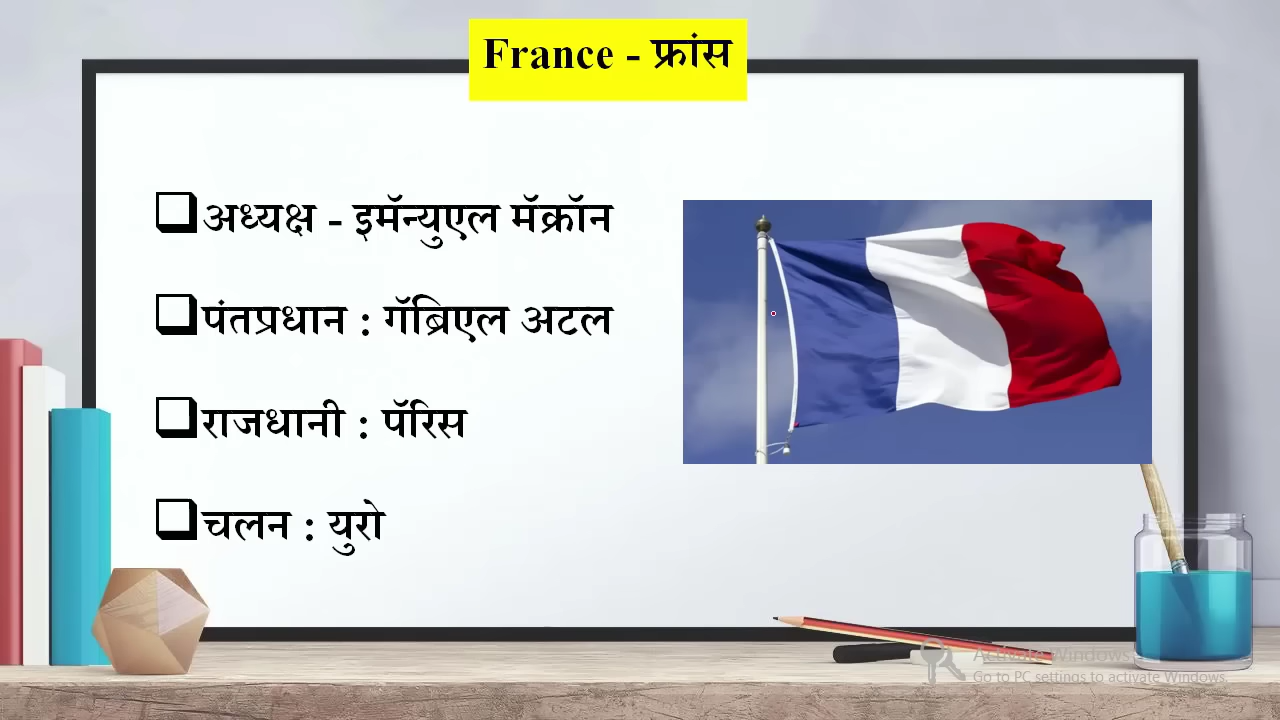 France - फ्रांस
अध्यक्ष - इमॅन्युएल मॅक्रॉन
पंतप्रधान : गॅब्रिएल अटल
राजधानी : पॅरिस
चलन : युरो
Activate Windows
Go to PC settings to activate Windows.